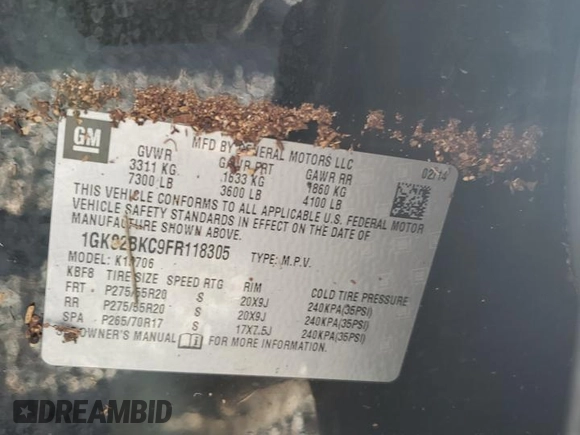 GM
MFD BY GENERAL MOTORS LLC
02/14
GVWR GAWR FRT GAWR RR
3311 KG 1633 KG 1860 KG
7300 LB 3600 LB 4100 LB
THIS VEHICLE CONFORMS TO ALL APPLICABLE U.S. FEDERAL MOTOR
VEHICLE SAFETY STANDARDS IN EFFECT ON THE DATE OF
MANUFACTURE SHOWN ABOVE.
TYPE: M.P.V.
MODEL:
KBF8 TIRE SIZE SPEED RTG RIM COLD TIRE PRESSURE
FRT P275/55R20 S 20X9J 240KPA(35PSI)
RR P275/55R20 S 20X9J 240KPA(35PSI)
SPA P265/70R17 S 17X7.5J 240KPA(35PSI)
OWNER'S MANUAL FOR MORE INFORMATION.
DREAMBID